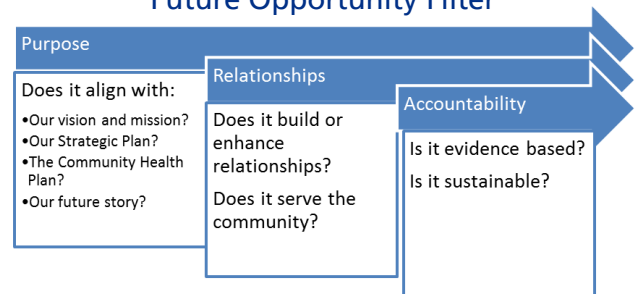 Future Opportunity Filter
Purpose
Does it align with:
•Our vision and mission?
•Our Strategic Plan?
•The Community Health
Plan?
•Our future story?
Relationships
Does it build or
enhance
relationships?
Does it serve the
community?
Accountability
Is it evidence based?
Is it sustainable?